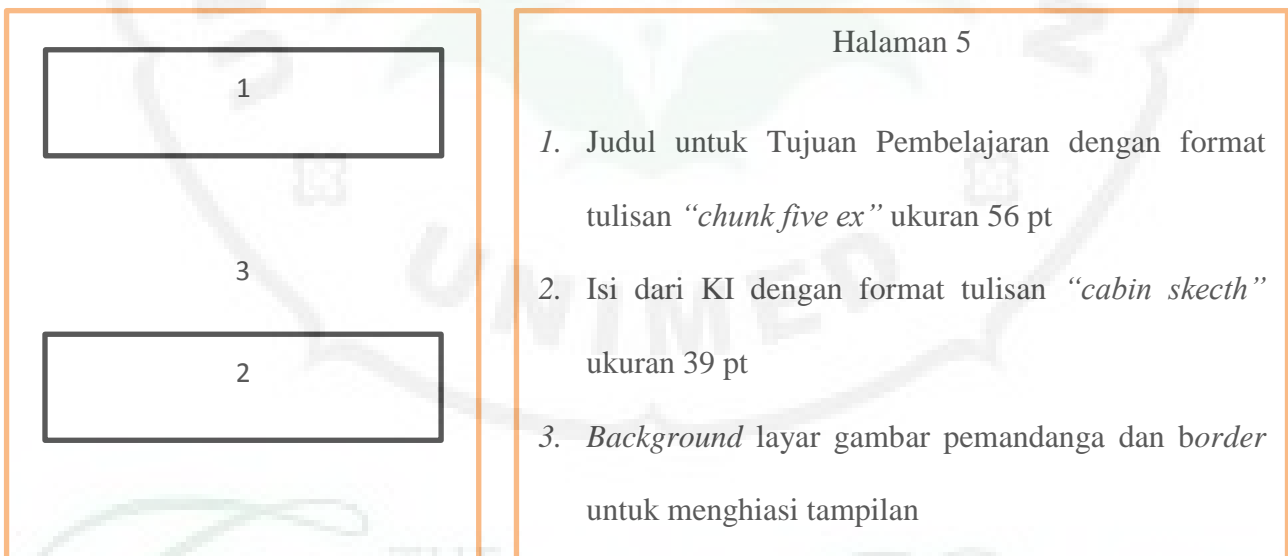 1
3
2
Halaman 5
1. Judul untuk Tujuan Pembelajaran dengan format
tulisan “chunk five ex” ukuran 56 pt
2. Isi dari KI dengan format tulisan “cabin skecth”
ukuran 39 pt
3. Background layar gambar pemandanga dan border
untuk menghiasi tampilan
UNIMED